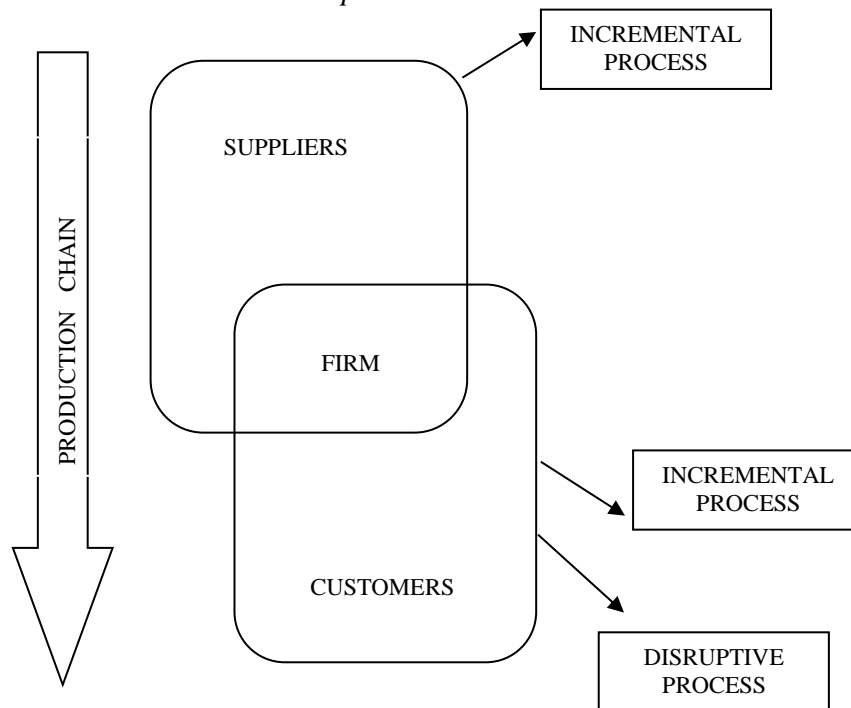 INCREMENTAL
PROCESS
SUPPLIERS
PRODUCTION CHAIN
FIRM
INCREMENTAL
PROCESS
CUSTOMERS
DISRUPTIVE
PROCESS